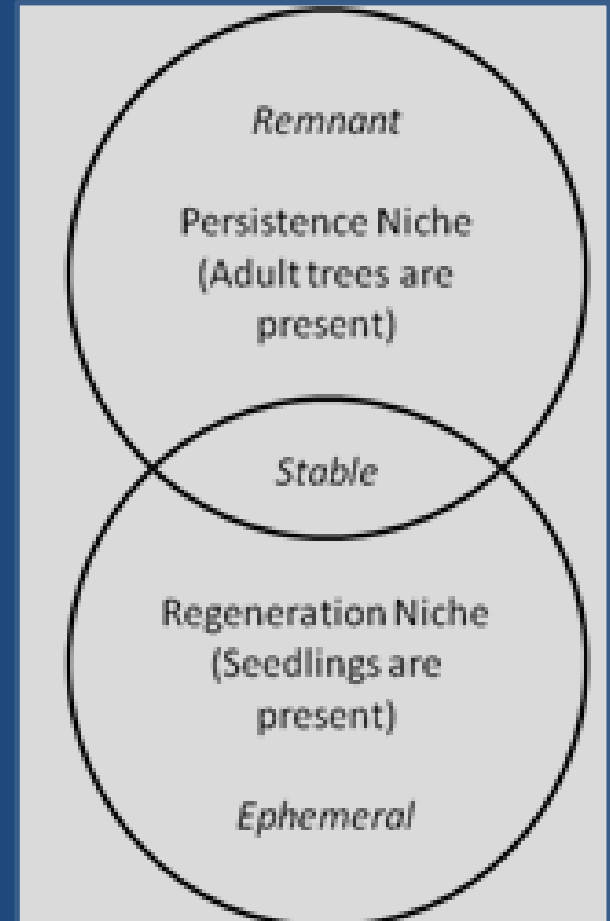 Remnant
Persistence Niche
(Adult trees are
present)
Stable
Regeneration Niche
(Seedlings are
present)
Ephemeral